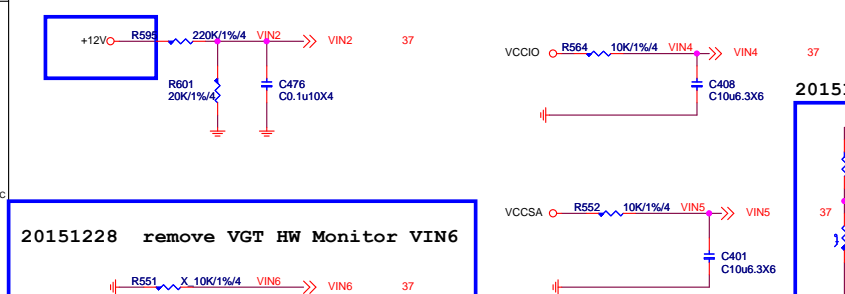 +12V R595 220K/1%/4 VIN2 VIN2 37
R601
20K/1%/4
C476
C0.1u10X4
VCCIO R564 10K/1%/4 VIN4 VIN4 37
C408
C10u6.3X6
2015
C
20151228 remove VGT HW Monitor VIN6
R551 X_10K/1%/4 VIN6 VIN6 37
VCCSA R552 10K/1%/4 VIN5 VIN5 37
C401
C10u6.3X6